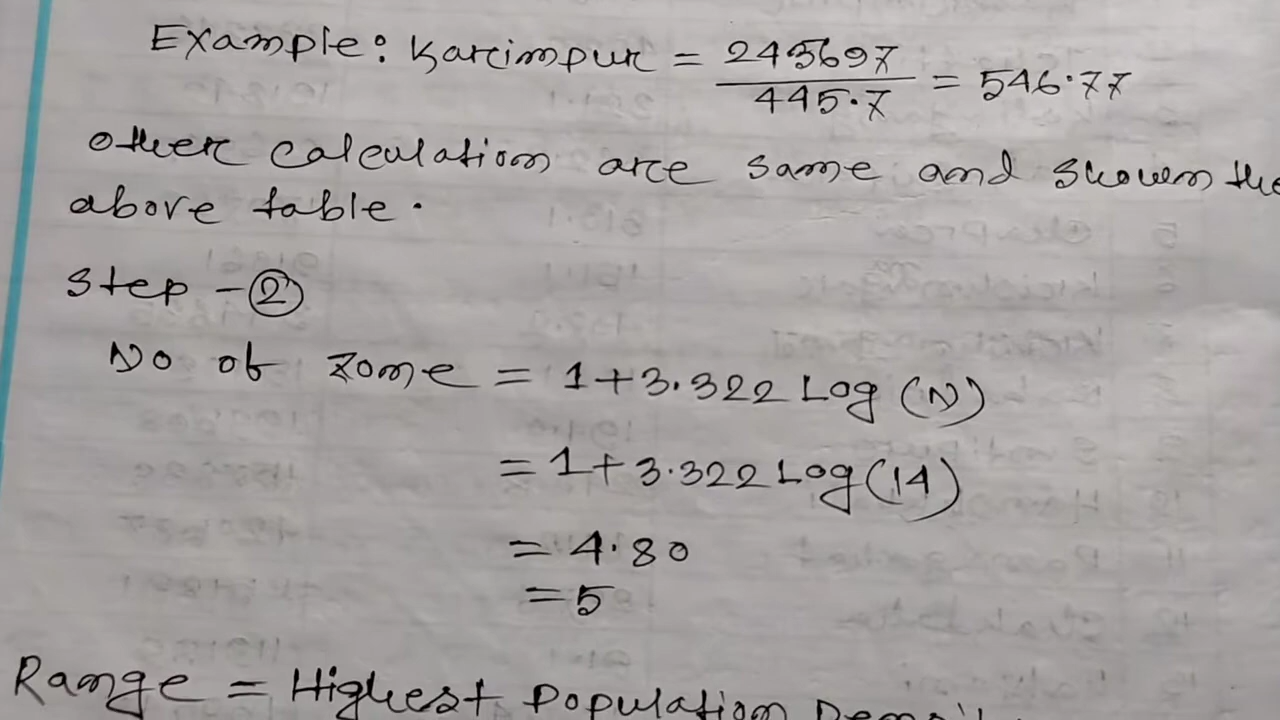 Example: Karimpur = 243697 / 445.7 = 546.77
other calculation are same and shown the
above table.
Step - ②
No of zone = 1+3.322 Log (N)
= 1+3.322 Log (14)
= 4.80
= 5
Range = Highest Population